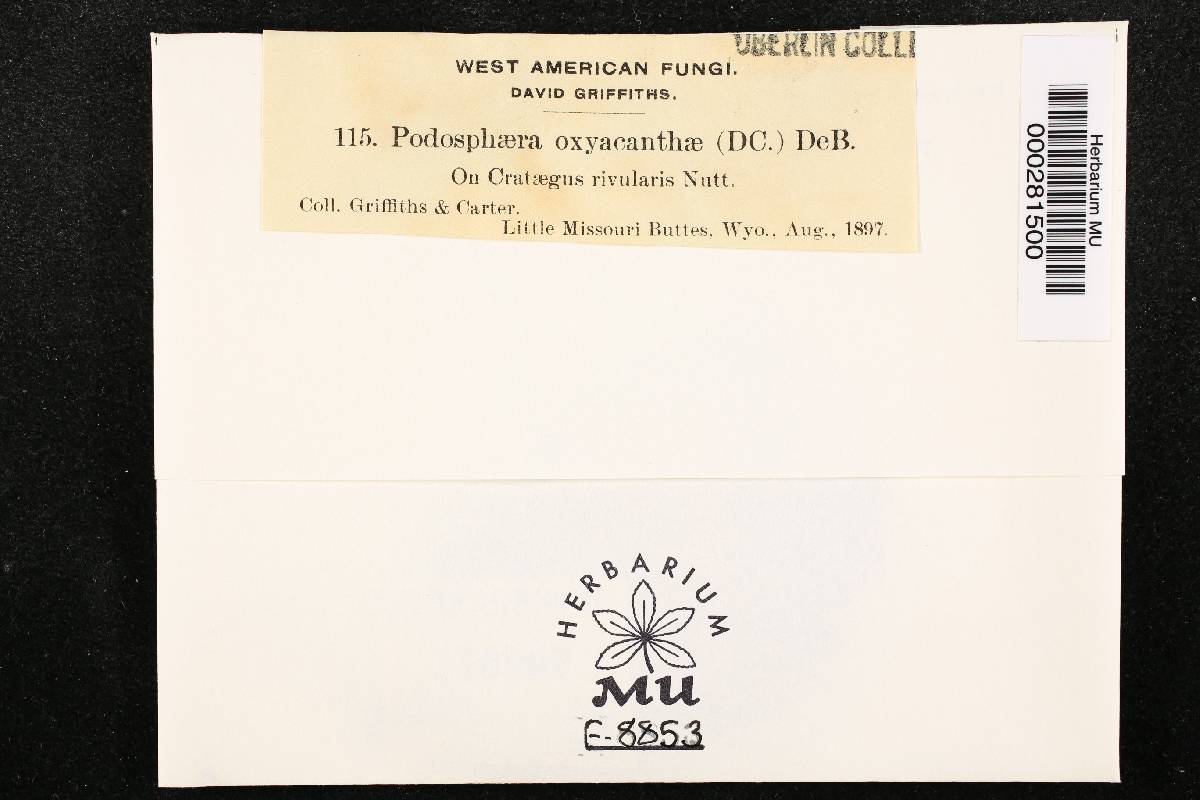 OBERLIN COLL
WEST AMERICAN FUNGI.
DAVID GRIFFITHS.
115. Podosphæra oxyacanthæ (DC.) DeB.
On Cratægus rivularis Nutt.
Coll. Griffiths & Carter.
Little Missouri Buttes, Wyo., Aug., 1897.
Herbarium MU
000281500
HERBARIUM
MU
F-8853